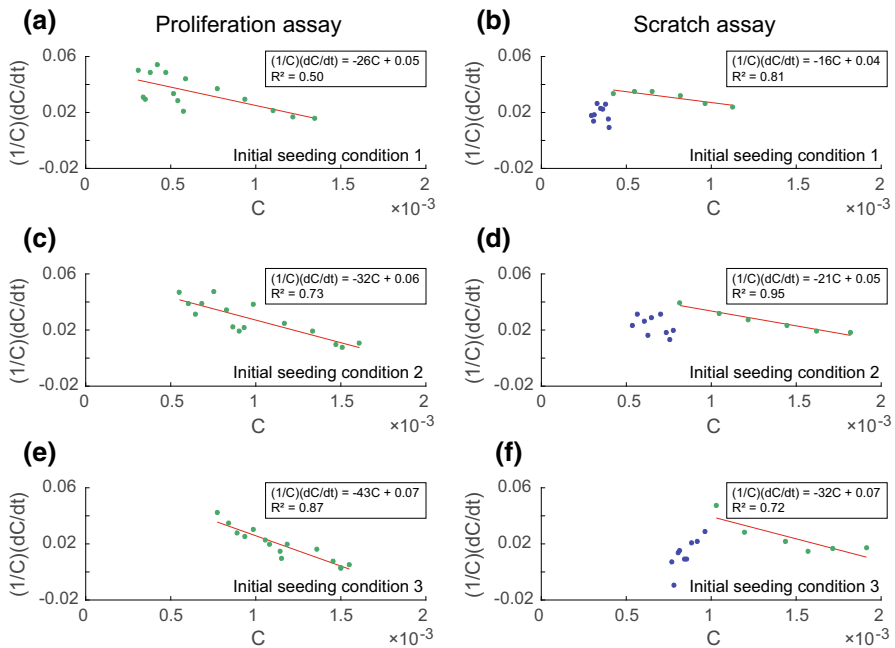 Proliferation assay
Scratch assay
(a)
(1/C)(dC/dt)
0.06
0.02
-0.02
(1/C)(dC/dt) = -26C + 0.05
R² = 0.50
Initial seeding condition 1
0
0.5
1
1.5
2
C
×10⁻³
(b)
(1/C)(dC/dt)
0.06
0.02
-0.02
(1/C)(dC/dt) = -16C + 0.04
R² = 0.81
Initial seeding condition 1
0
0.5
1
1.5
2
C
×10⁻³
(c)
(1/C)(dC/dt)
0.06
0.02
-0.02
(1/C)(dC/dt) = -32C + 0.06
R² = 0.73
Initial seeding condition 2
0
0.5
1
1.5
2
C
×10⁻³
(d)
(1/C)(dC/dt)
0.06
0.02
-0.02
(1/C)(dC/dt) = -21C + 0.05
R² = 0.95
Initial seeding condition 2
0
0.5
1
1.5
2
C
×10⁻³
(e)
(1/C)(dC/dt)
0.06
0.02
-0.02
(1/C)(dC/dt) = -43C + 0.07
R² = 0.87
Initial seeding condition 3
0
0.5
1
1.5
2
C
×10⁻³
(f)
(1/C)(dC/dt)
0.06
0.02
-0.02
(1/C)(dC/dt) = -32C + 0.07
R² = 0.72
Initial seeding condition 3
0
0.5
1
1.5
2
C
×10⁻³